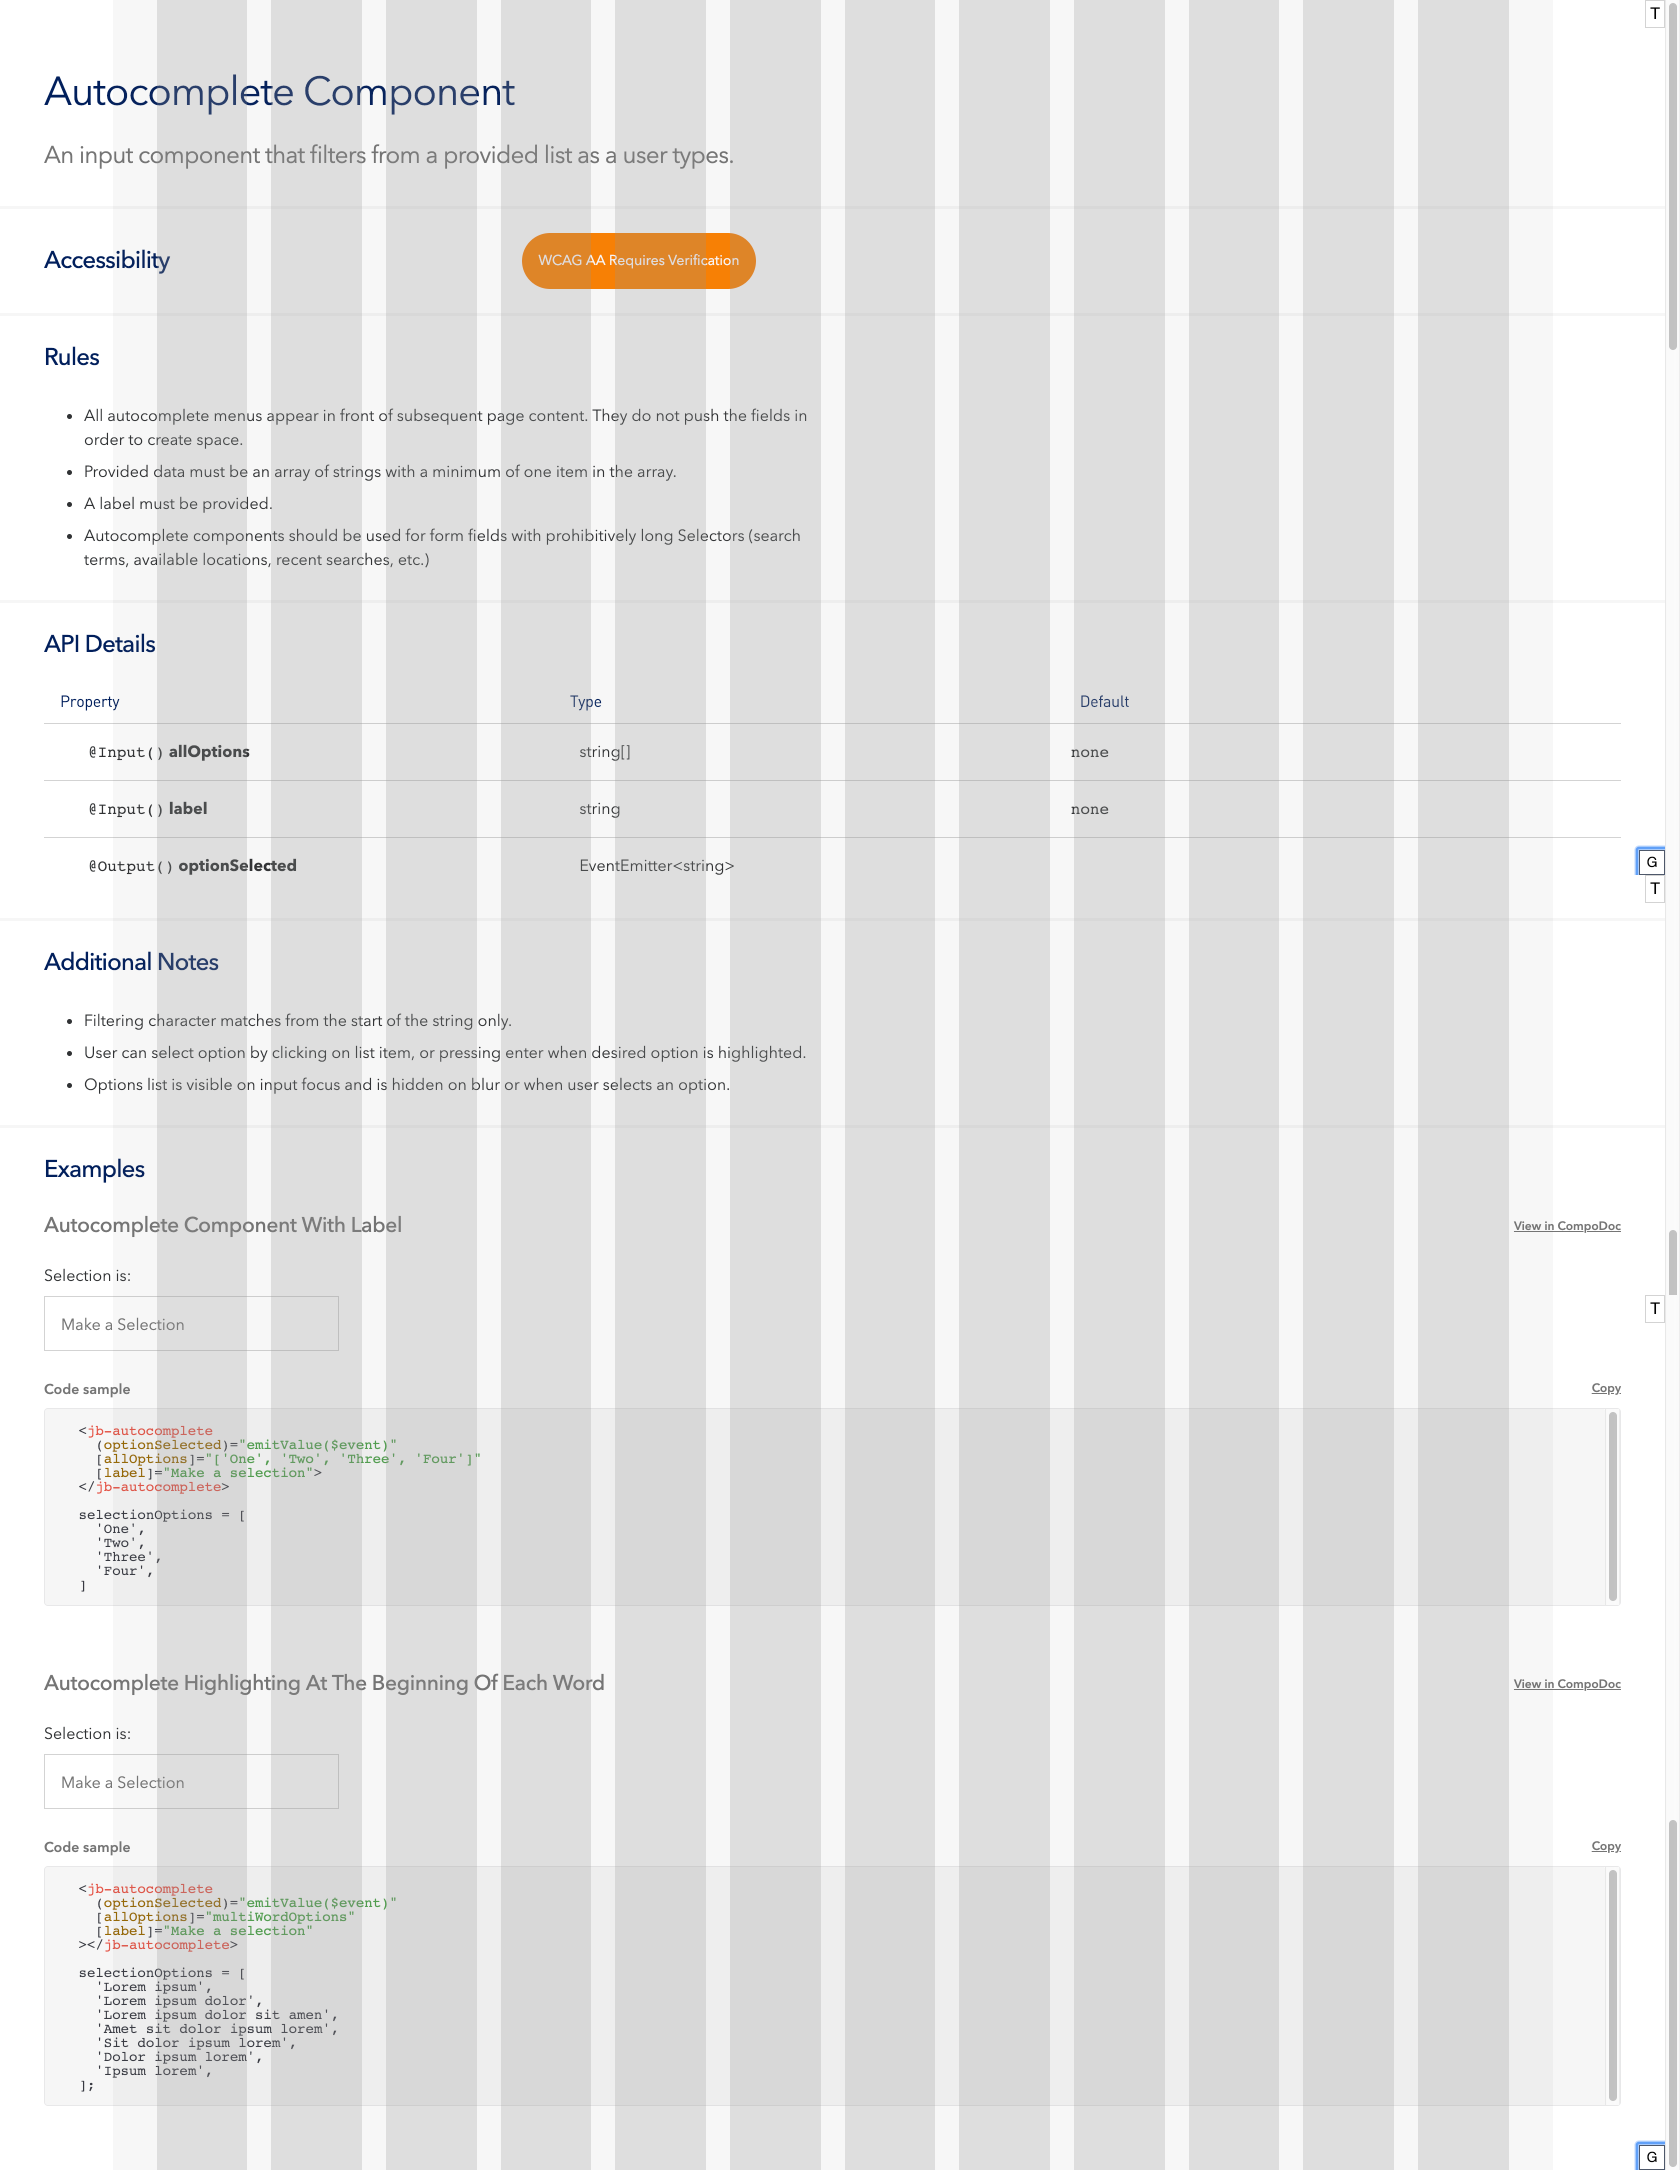 T
Autocomplete Component
An input component that filters from a provided list as a user types.
Accessibility
WCAG AA Requires Verification
Rules
• All autocomplete menus appear in front of subsequent page content. They do not push the fields in
order to create space.
• Provided data must be an array of strings with a minimum of one item in the array.
• A label must be provided.
• Autocomplete components should be used for form fields with prohibitively long Selectors (search
terms, available locations, recent searches, etc.)
API Details
Property Type Default
@Input() allOptions string[] none
@Input() label string none
@Output() optionSelected EventEmitter<string>
G
T
Additional Notes
• Filtering character matches from the start of the string only.
• User can select option by clicking on list item, or pressing enter when desired option is highlighted.
• Options list is visible on input focus and is hidden on blur or when user selects an option.
Examples
Autocomplete Component With Label View in CompoDoc
Selection is:
T
Make a Selection
Code sample Copy
<jb-autocomplete
  (optionSelected)="emitValue($event)"
  [allOptions]="['One', 'Two', 'Three', 'Four']"
  [label]="Make a selection">
</jb-autocomplete>
selectionOptions = [
  'One',
  'Two',
  'Three',
  'Four',
]
Autocomplete Highlighting At The Beginning Of Each Word View in CompoDoc
Selection is:
Make a Selection
Code sample Copy
<jb-autocomplete
  (optionSelected)="emitValue($event)"
  [allOptions]="multiWordOptions"
  [label]="Make a selection"
></jb-autocomplete>
selectionOptions = [
  'Lorem ipsum',
  'Lorem ipsum dolor',
  'Lorem ipsum dolor sit amen',
  'Amet sit dolor ipsum lorem',
  'Sit dolor ipsum lorem',
  'Dolor ipsum lorem',
  'Ipsum lorem',
];
G